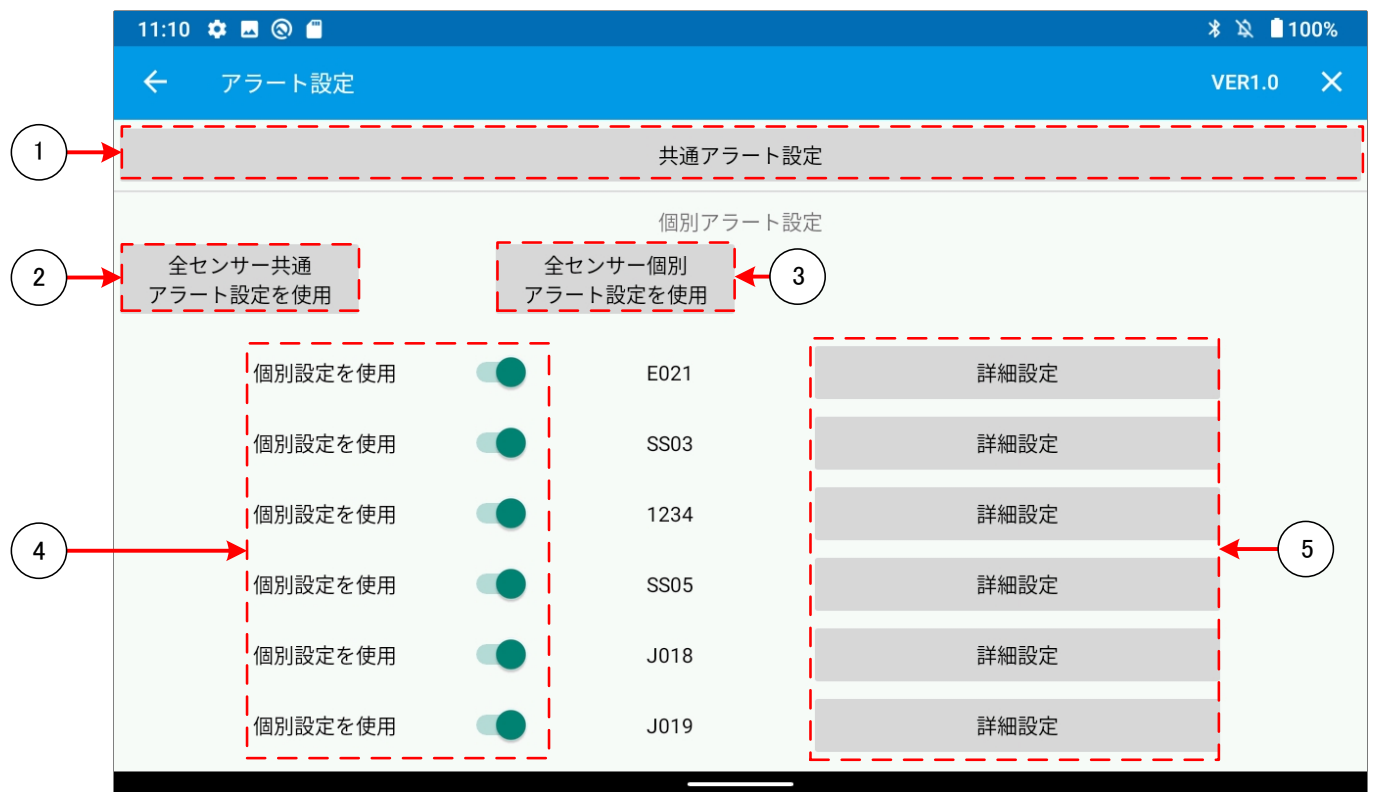 11:10 100%
アラート設定 VER1.0
1 共通アラート設定
個別アラート設定
2 全センサー共通
アラート設定を使用
全センサー個別
アラート設定を使用 3
個別設定を使用 E021 詳細設定
個別設定を使用 SS03 詳細設定
個別設定を使用 1234 詳細設定
4 5
個別設定を使用 SS05 詳細設定
個別設定を使用 J018 詳細設定
個別設定を使用 J019 詳細設定